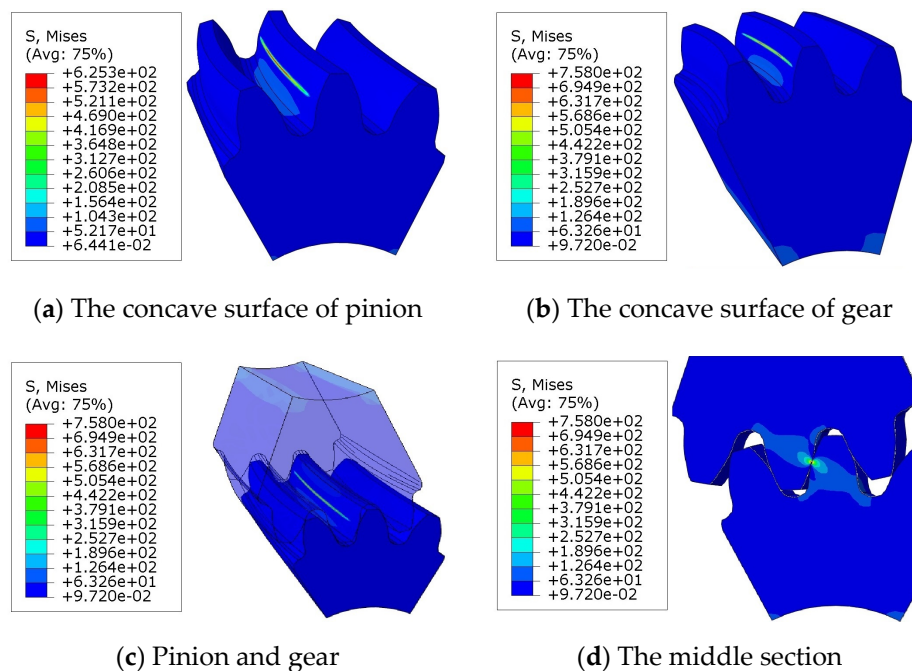 S, Mises
(Avg: 75%)
+6.253e+02
+5.732e+02
+5.211e+02
+4.690e+02
+4.169e+02
+3.648e+02
+3.127e+02
+2.606e+02
+2.085e+02
+1.564e+02
+1.043e+02
+5.217e+01
+6.441e-02
(a) The concave surface of pinion
S, Mises
(Avg: 75%)
+7.580e+02
+6.949e+02
+6.317e+02
+5.686e+02
+5.054e+02
+4.422e+02
+3.791e+02
+3.159e+02
+2.527e+02
+1.896e+02
+1.264e+02
+6.326e+01
+9.720e-02
(b) The concave surface of gear
S, Mises
(Avg: 75%)
+7.580e+02
+6.949e+02
+6.317e+02
+5.686e+02
+5.054e+02
+4.422e+02
+3.791e+02
+3.159e+02
+2.527e+02
+1.896e+02
+1.264e+02
+6.326e+01
+9.720e-02
(c) Pinion and gear
S, Mises
(Avg: 75%)
+7.580e+02
+6.949e+02
+6.317e+02
+5.686e+02
+5.054e+02
+4.422e+02
+3.791e+02
+3.159e+02
+2.527e+02
+1.896e+02
+1.264e+02
+6.326e+01
+9.720e-02
(d) The middle section